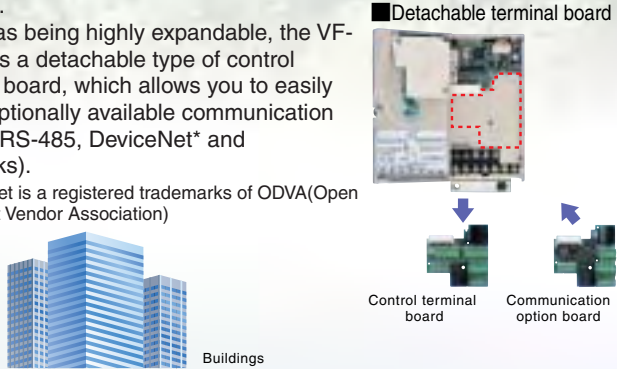 .
as being highly expandable, the VF-
s a detachable type of control
board, which allows you to easily
ptionally available communication
RS-485, DeviceNet* and
ks).
et is a registered trademarks of ODVA(Open
t Vendor Association)
Buildings
■Detachable terminal board
Control terminal
board
Communication
option board